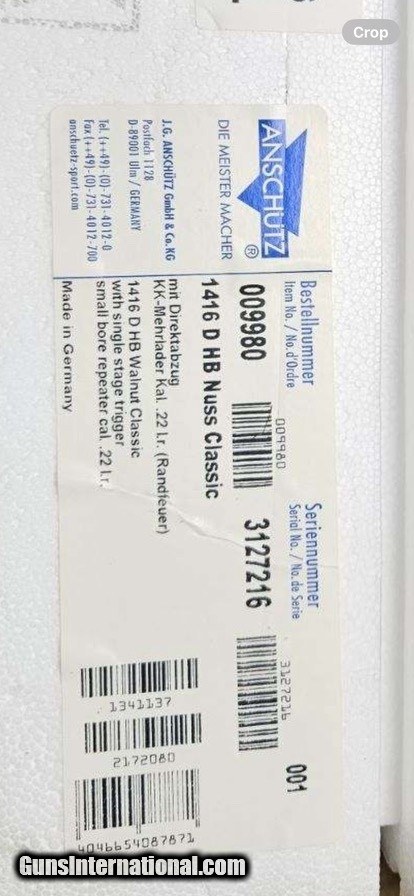 Crop
ANSCHÜTZ
®
DIE MEISTER MACHER
J.G. ANSCHÜTZ GmbH & Co.KG
Postfach 1128
D-89001 Ulm / GERMANY
Tel. (++49)-(0)-731-4012-0
Fax (++49)-(0)-731-4012-700
anschuetz-sport.com
Bestellnummer
Item No. / No. d'Ordre
009980
009980
Seriennummer
Serial No. / No. de Serie
3127216
3127216
001
1416 D HB Nuss Classic
mit Direktabzug
KK-Mehrlader Kal. .22 l.r. (Randfeuer)
1416 D HB Walnut Classic
with single stage trigger
small bore repeater cal. .22 l.r.
Made in Germany
1341137
2172080
4046654087871
GunsInternational.com